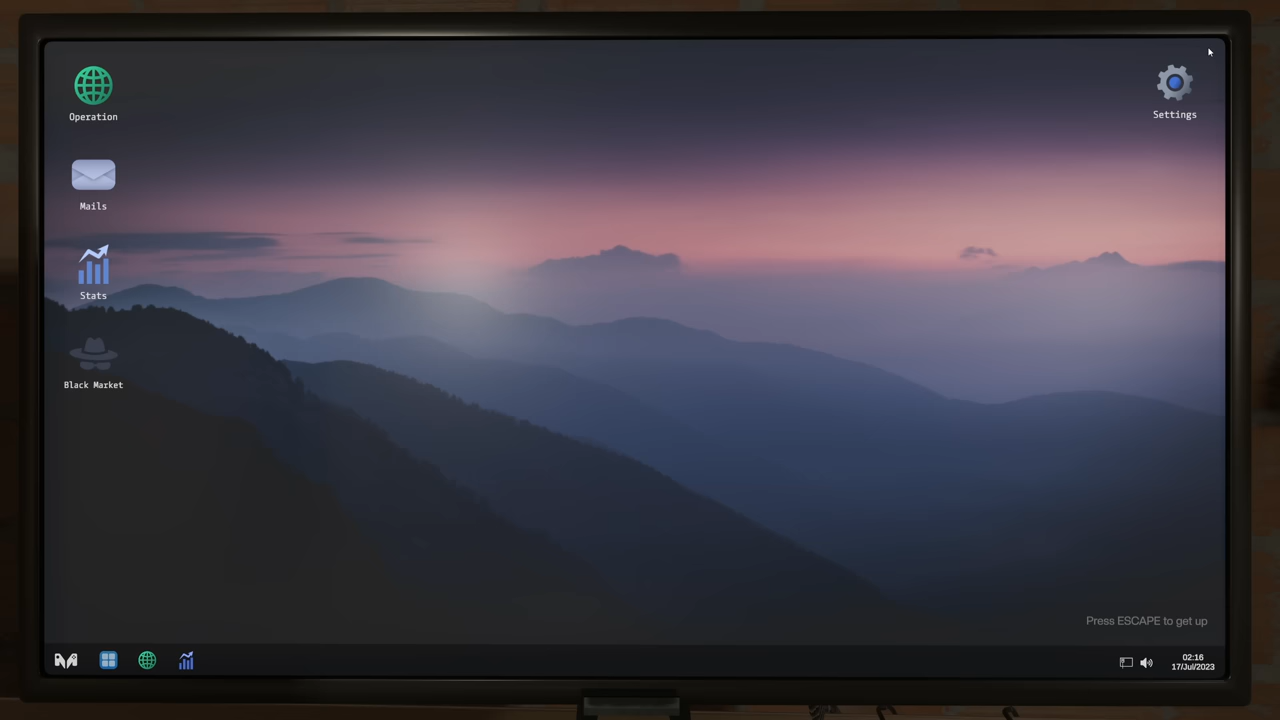 Operation
Settings
Mails
Stats
Black Market
Press ESCAPE to get up
02:16
17/Jul/2023